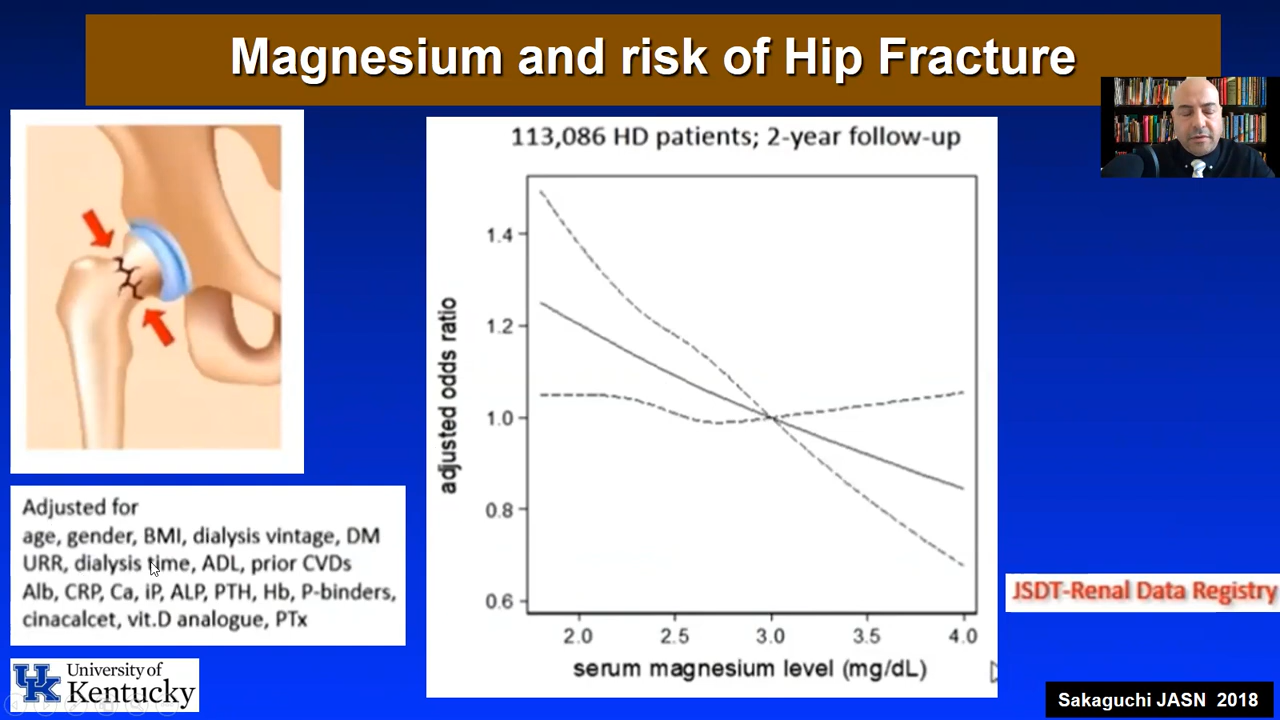 Magnesium and risk of Hip Fracture
113,086 HD patients; 2-year follow-up
adjusted odds ratio
1.4
1.2
1.0
0.8
0.6
2.0 2.5 3.0 3.5 4.0
serum magnesium level (mg/dL)
Adjusted for
age, gender, BMI, dialysis vintage, DM
URR, dialysis time, ADL, prior CVDs
Alb, CRP, Ca, iP, ALP, PTH, Hb, P-binders,
cinacalcet, vit.D analogue, PTx
JSDT-Renal Data Registry
UK University of
Kentucky
Sakaguchi JASN 2018